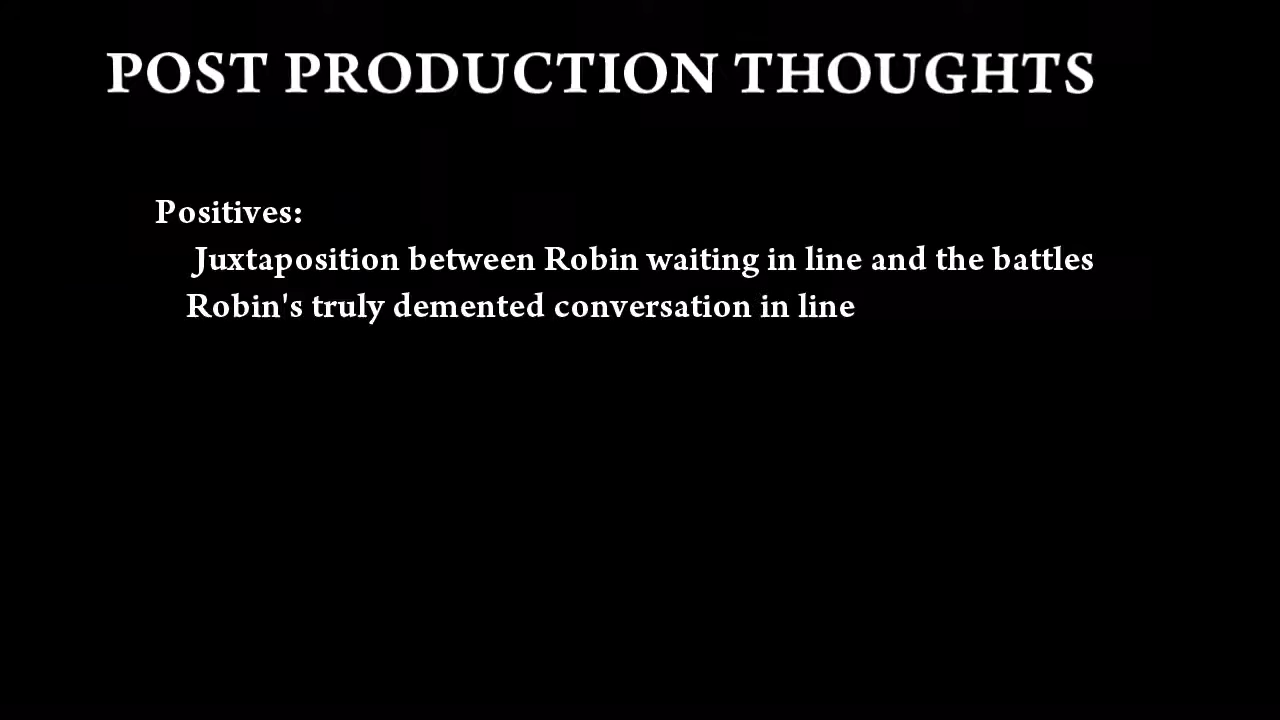 POST PRODUCTION THOUGHTS
Positives:
Juxtaposition between Robin waiting in line and the battles
Robin's truly demented conversation in line